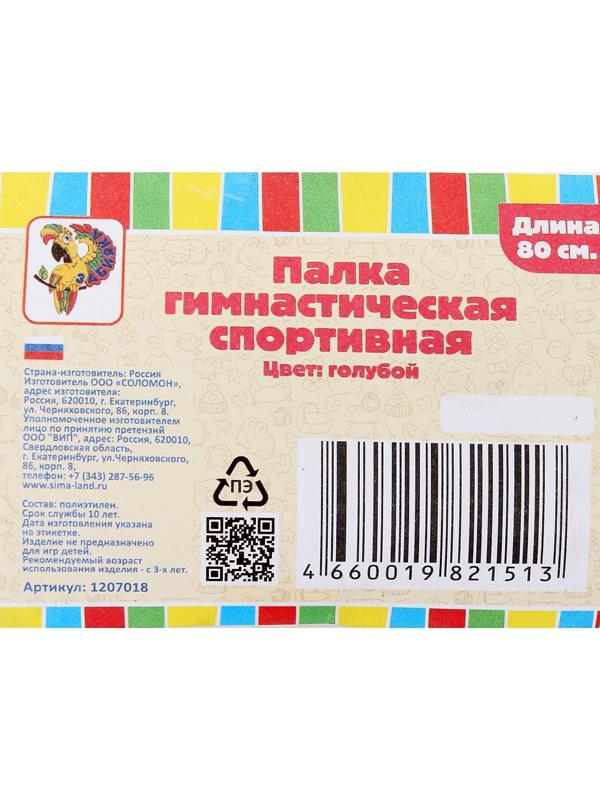 Длина
80 см.
ЗАБИЯКА
Палка
гимнастическая
спортивная
Цвет: голубой
Страна-изготовитель: Россия
Изготовитель ООО «СОЛОМОН»,
адрес изготовителя:
Россия, 620010, г. Екатеринбург,
ул. Черняховского, 86, корп. 8.
Уполномоченное изготовителем
лицо по принятию претензий
ООО "ВИП", адрес: Россия, 620010,
Свердловская область,
г. Екатеринбург, ул.Черняховского,
86, корп. 8,
телефон: +7 (343) 287-56-96
www.sima-land.ru
Состав: полиэтилен.
Срок службы 10 лет.
Дата изготовления указана
на этикетке.
Изделие не предназначено
для игр детей.
Рекомендуемый возраст
использования изделия - с 3-х лет.
Артикул: 1207018
ПЭ
4 660019 821513